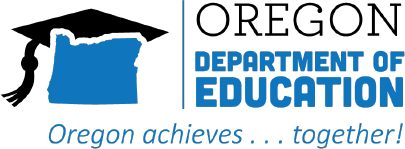 OREGON
DEPARTMENT OF
EDUCATION
Oregon achieves . . . together!